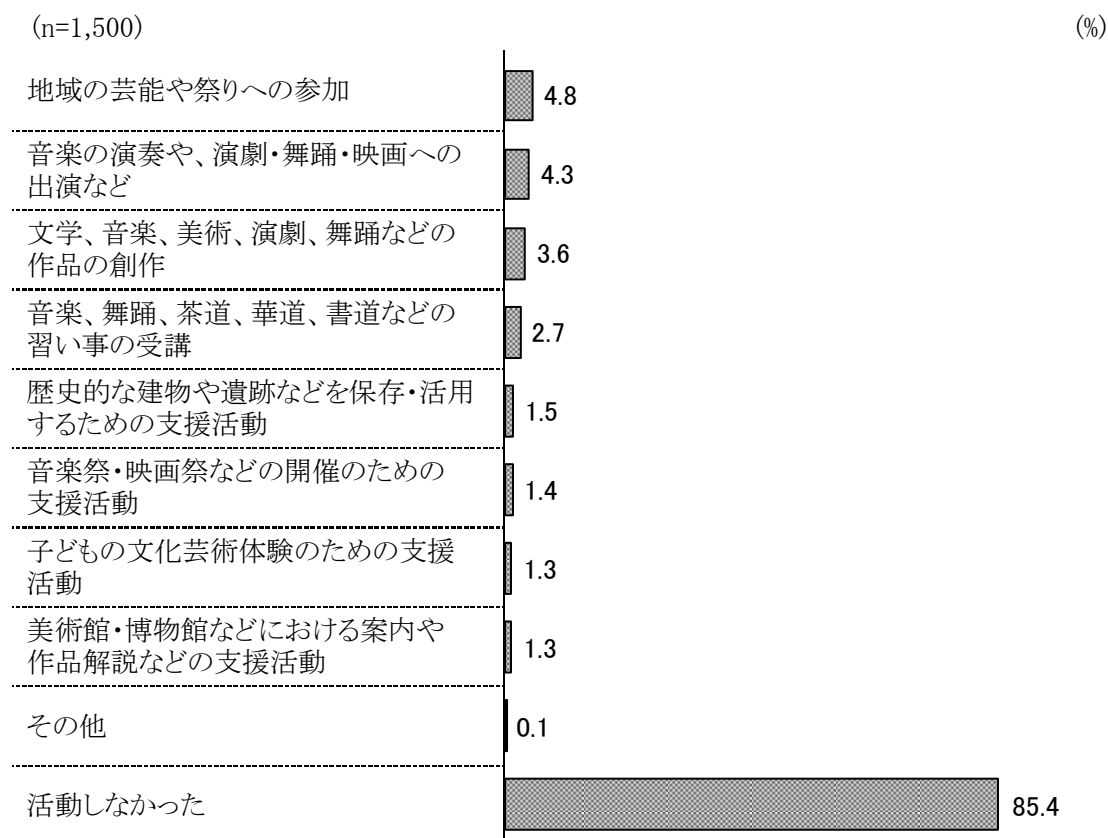 (n=1,500) (%)
地域の芸能や祭りへの参加 4.8
音楽の演奏や、演劇・舞踊・映画への
出演など 4.3
文学、音楽、美術、演劇、舞踊などの
作品の創作 3.6
音楽、舞踊、茶道、華道、書道などの
習い事の受講 2.7
歴史的な建物や遺跡などを保存・活用
するための支援活動 1.5
音楽祭・映画祭などの開催のための
支援活動 1.4
子どもの文化芸術体験のための支援
活動 1.3
美術館・博物館などにおける案内や
作品解説などの支援活動 1.3
その他 0.1
活動しなかった 85.4